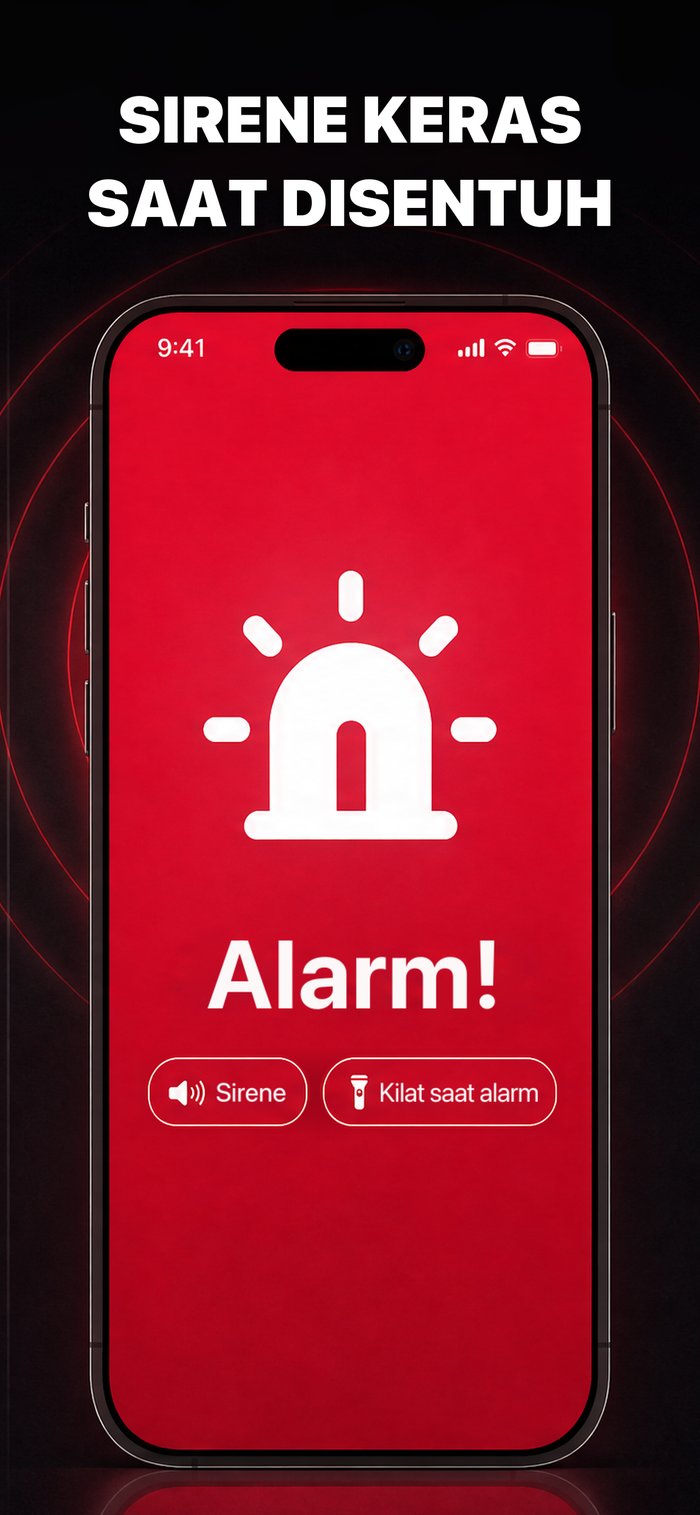 SIRENE KERAS
SAAT DISENTUH
9:41
Alarm!
Sirene
Kilat saat alarm